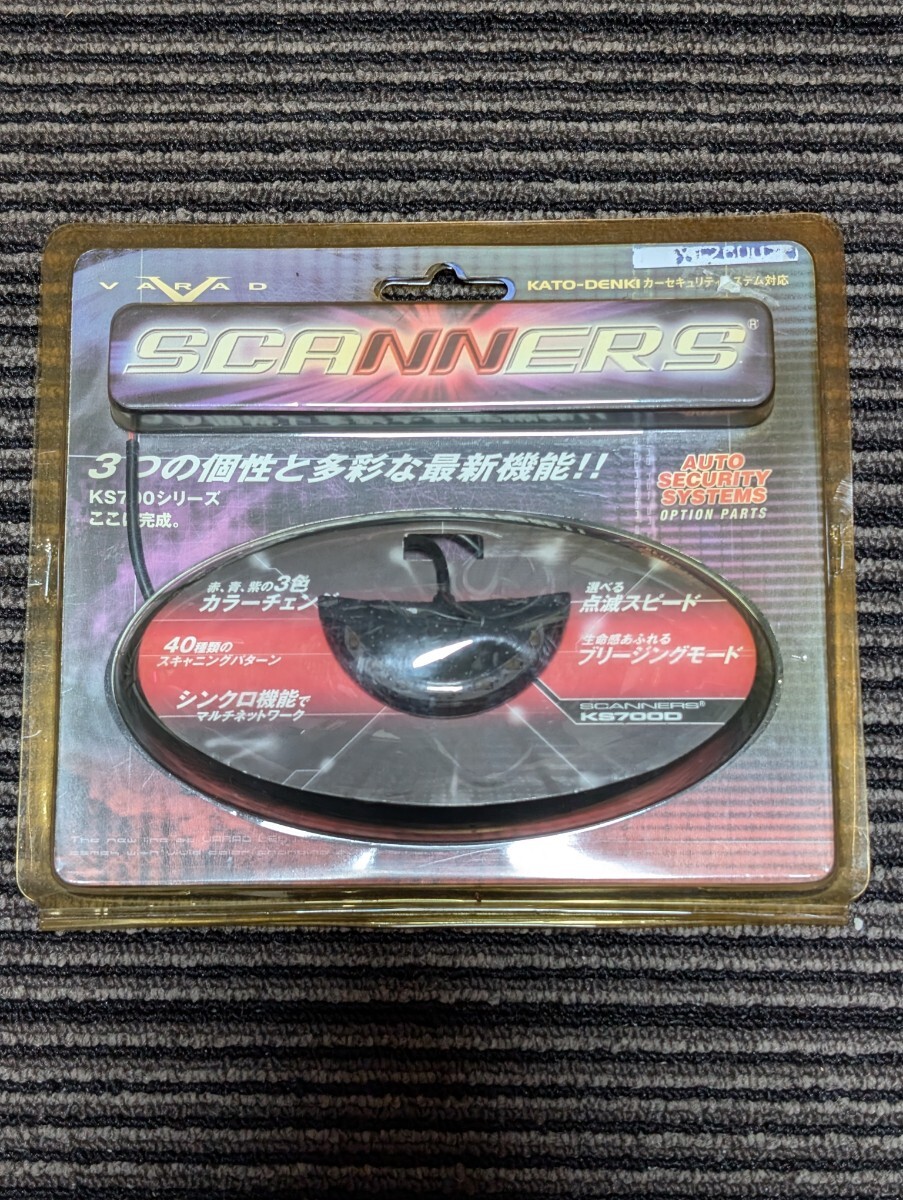 VARAD
KATO-DENKI カーセキュリティシステム対応
SCANNERS®
3つの個性と多彩な最新機能!!
KS700シリーズ
ここに完成。
AUTO
SECURITY
SYSTEMS
OPTION PARTS
赤、青、紫の3色
カラーチェンジ
選べる
点滅スピード
40種類の
スキャニングパターン
生命感あふれる
ブリージングモード
シンクロ機能で
マルチネットワーク
SCANNERS®
KS700D
The new line of VARAD